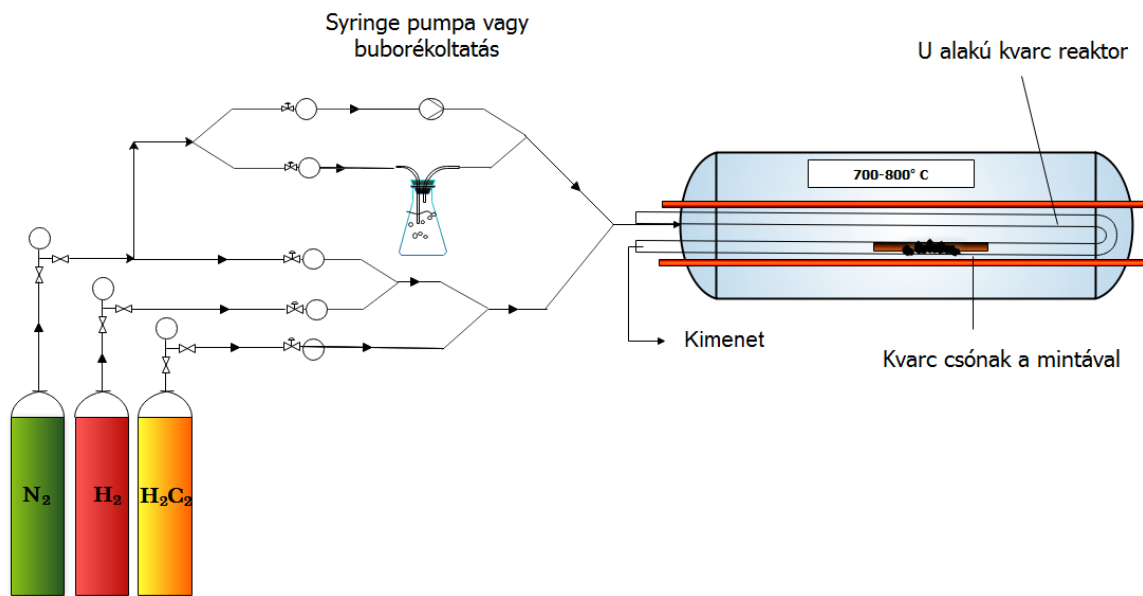 Syringe pumpa vagy
buborékoltatás
U alakú kvarc reaktor
700-800° C
Kimenet
Kvarc csónak a mintával
N₂
H₂
H₂C₂